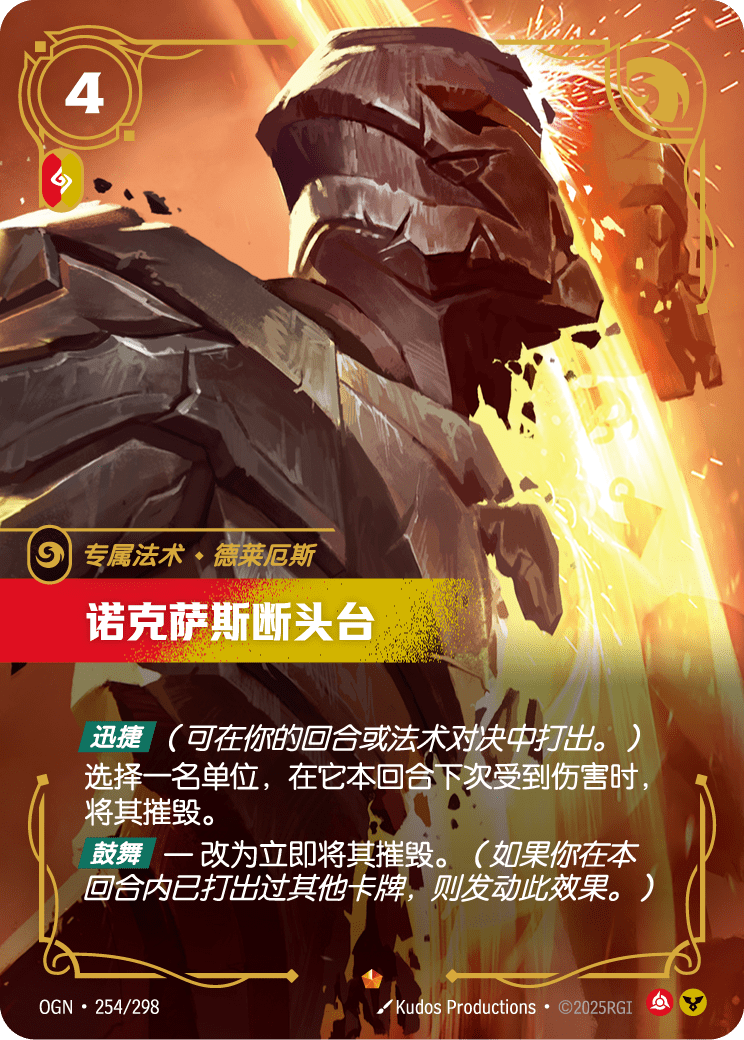 4
专属法术 • 德莱厄斯
诺克萨斯断头台
迅捷（可在你的回合或法术对决中打出。）
选择一名单位，在它本回合下次受到伤害时，
将其摧毁。
鼓舞 — 改为立即将其摧毁。（如果你在本
回合内已打出过其他卡牌，则发动此效果。）
OGN • 254/298
Kudos Productions • ©2025RGI